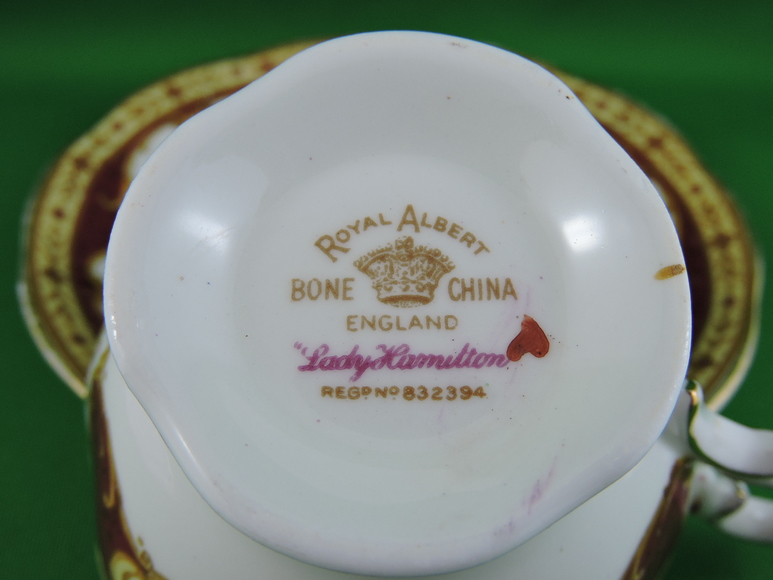 ROYAL ALBERT
BONE CHINA
ENGLAND
"Lady Hamilton
REGD No 832394